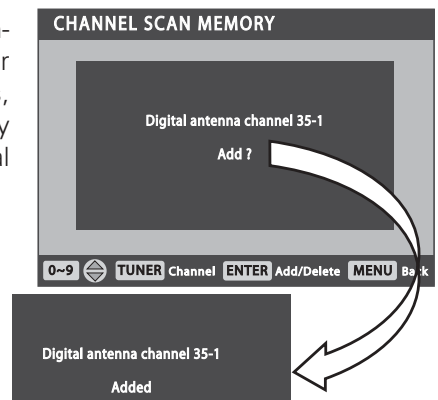 CHANNEL SCAN MEMORY
Digital antenna channel 35-1
Add ?
0~9 TUNER Channel ENTER Add/Delete MENU Back
Digital antenna channel 35-1
Added